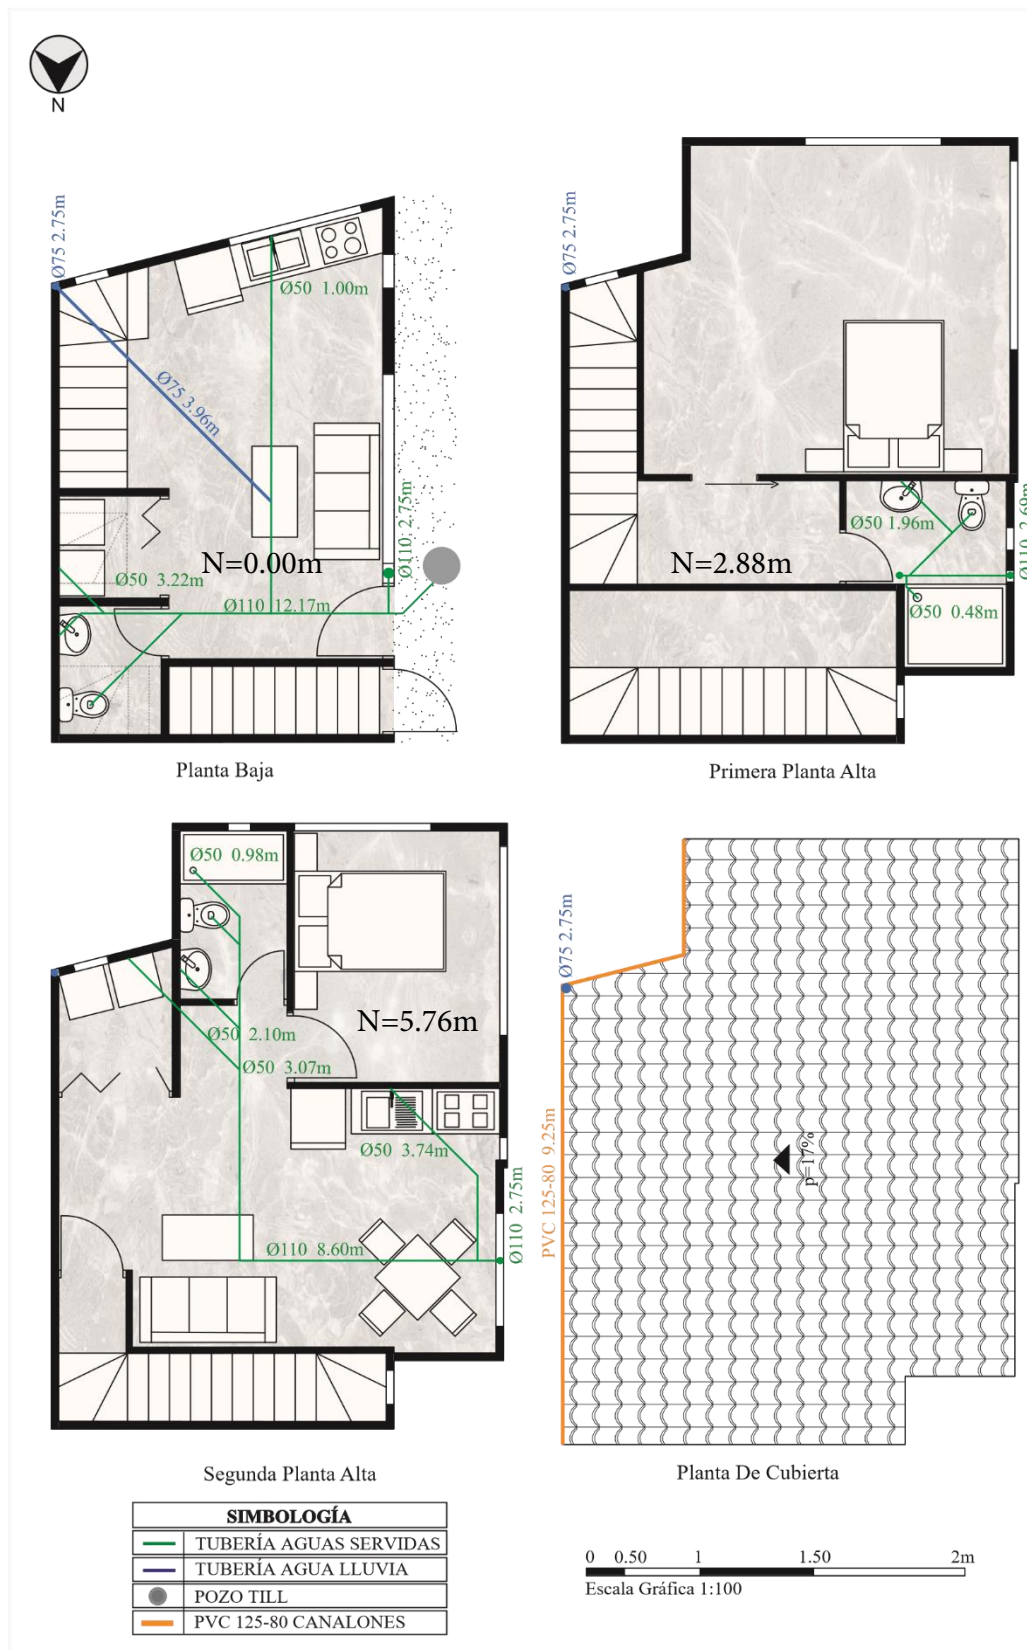 N
Ø75 2.75m
Ø50 1.00m
Ø75 3.96m
Ø110 2.75m
N=0.00m
Ø50 3.22m
Ø110 12.17m
Planta Baja
Ø75 2.75m
Ø50 1.96m
Ø110 2.69m
N=2.88m
Ø50 0.48m
Primera Planta Alta
Ø50 0.98m
N=5.76m
Ø50 2.10m
Ø50 3.07m
Ø50 3.74m
Ø110 2.75m
Ø110 8.60m
Segunda Planta Alta
Ø75 2.75m
PVC 125-80 9.25m
p=17%
Planta De Cubierta
SIMBOLOGÍA
TUBERÍA AGUAS SERVIDAS
TUBERÍA AGUA LLUVIA
POZO TILL
PVC 125-80 CANALONES
0 0.50 1 1.50 2m
Escala Gráfica 1:100